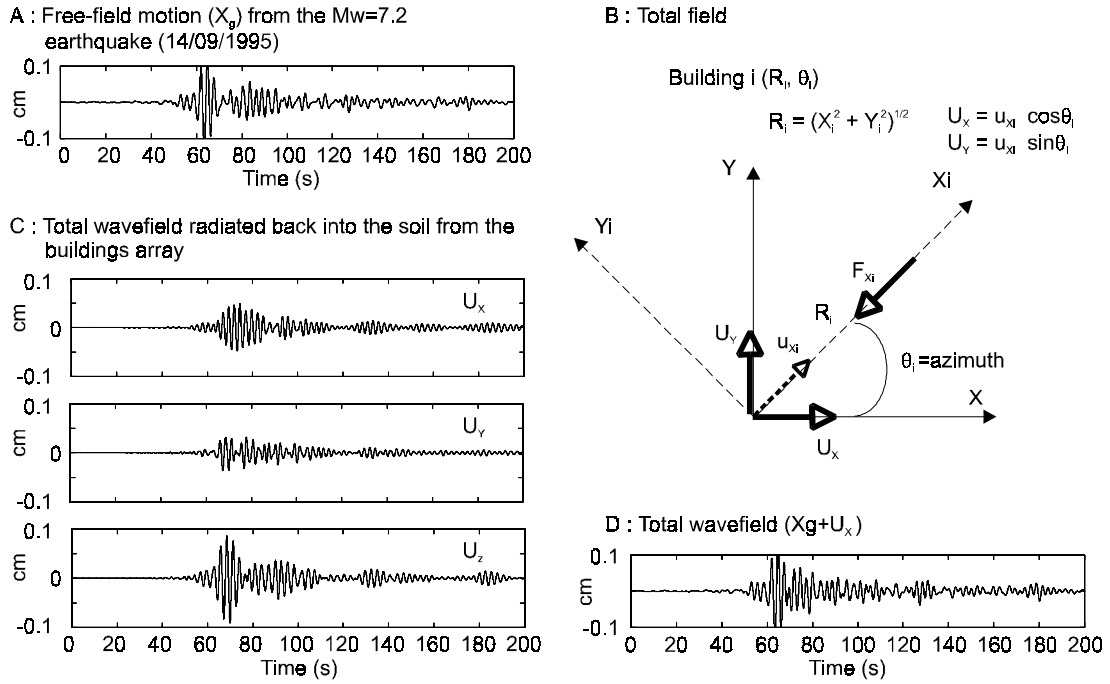 A : Free-field motion (Xg) from the Mw=7.2
earthquake (14/09/1995)
0.1
cm
-0.1
0 20 40 60 80 100 120 140 160 180 200
Time (s)
B : Total field
Building i (Ri, θi)
Ri = (Xi² + Yi²)^1/2
UX = uXi cosθi
UY = uXi sinθi
Y
Xi
Yi
FXi
Ri
UY
uXi
θi=azimuth
X
UX
C : Total wavefield radiated back into the soil from the
buildings array
0.1
UX
cm
0
-0.1
0.1
UY
cm
0
-0.1
0.1
Uz
cm
0
-0.1
0 20 40 60 80 100 120 140 160 180 200
Time (s)
D : Total wavefield (Xg+UX)
0.1
cm
-0.1
0 20 40 60 80 100 120 140 160 180 200
Time (s)